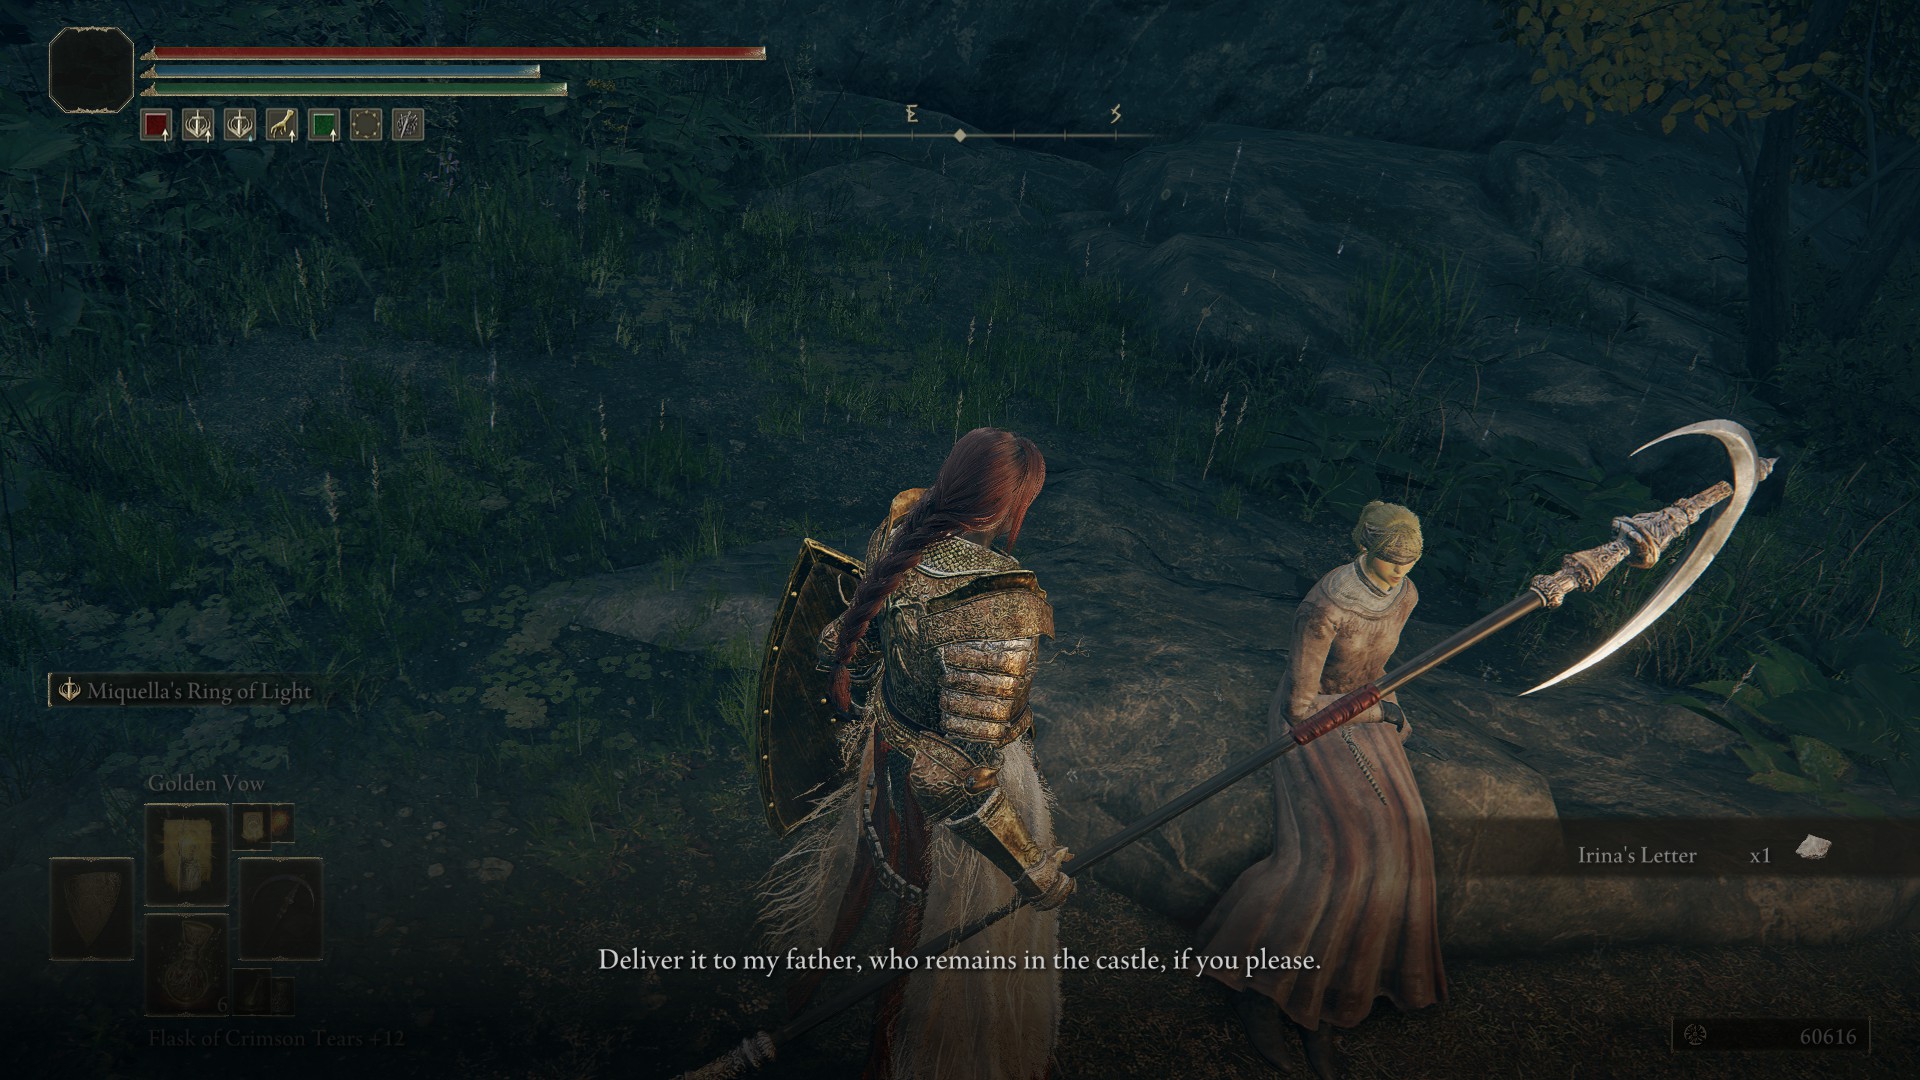 E
S
Miquella's Ring of Light
Golden Vow
Irina's Letter x1
Deliver it to my father, who remains in the castle, if you please.
6
Flask of Crimson Tears +12
60616